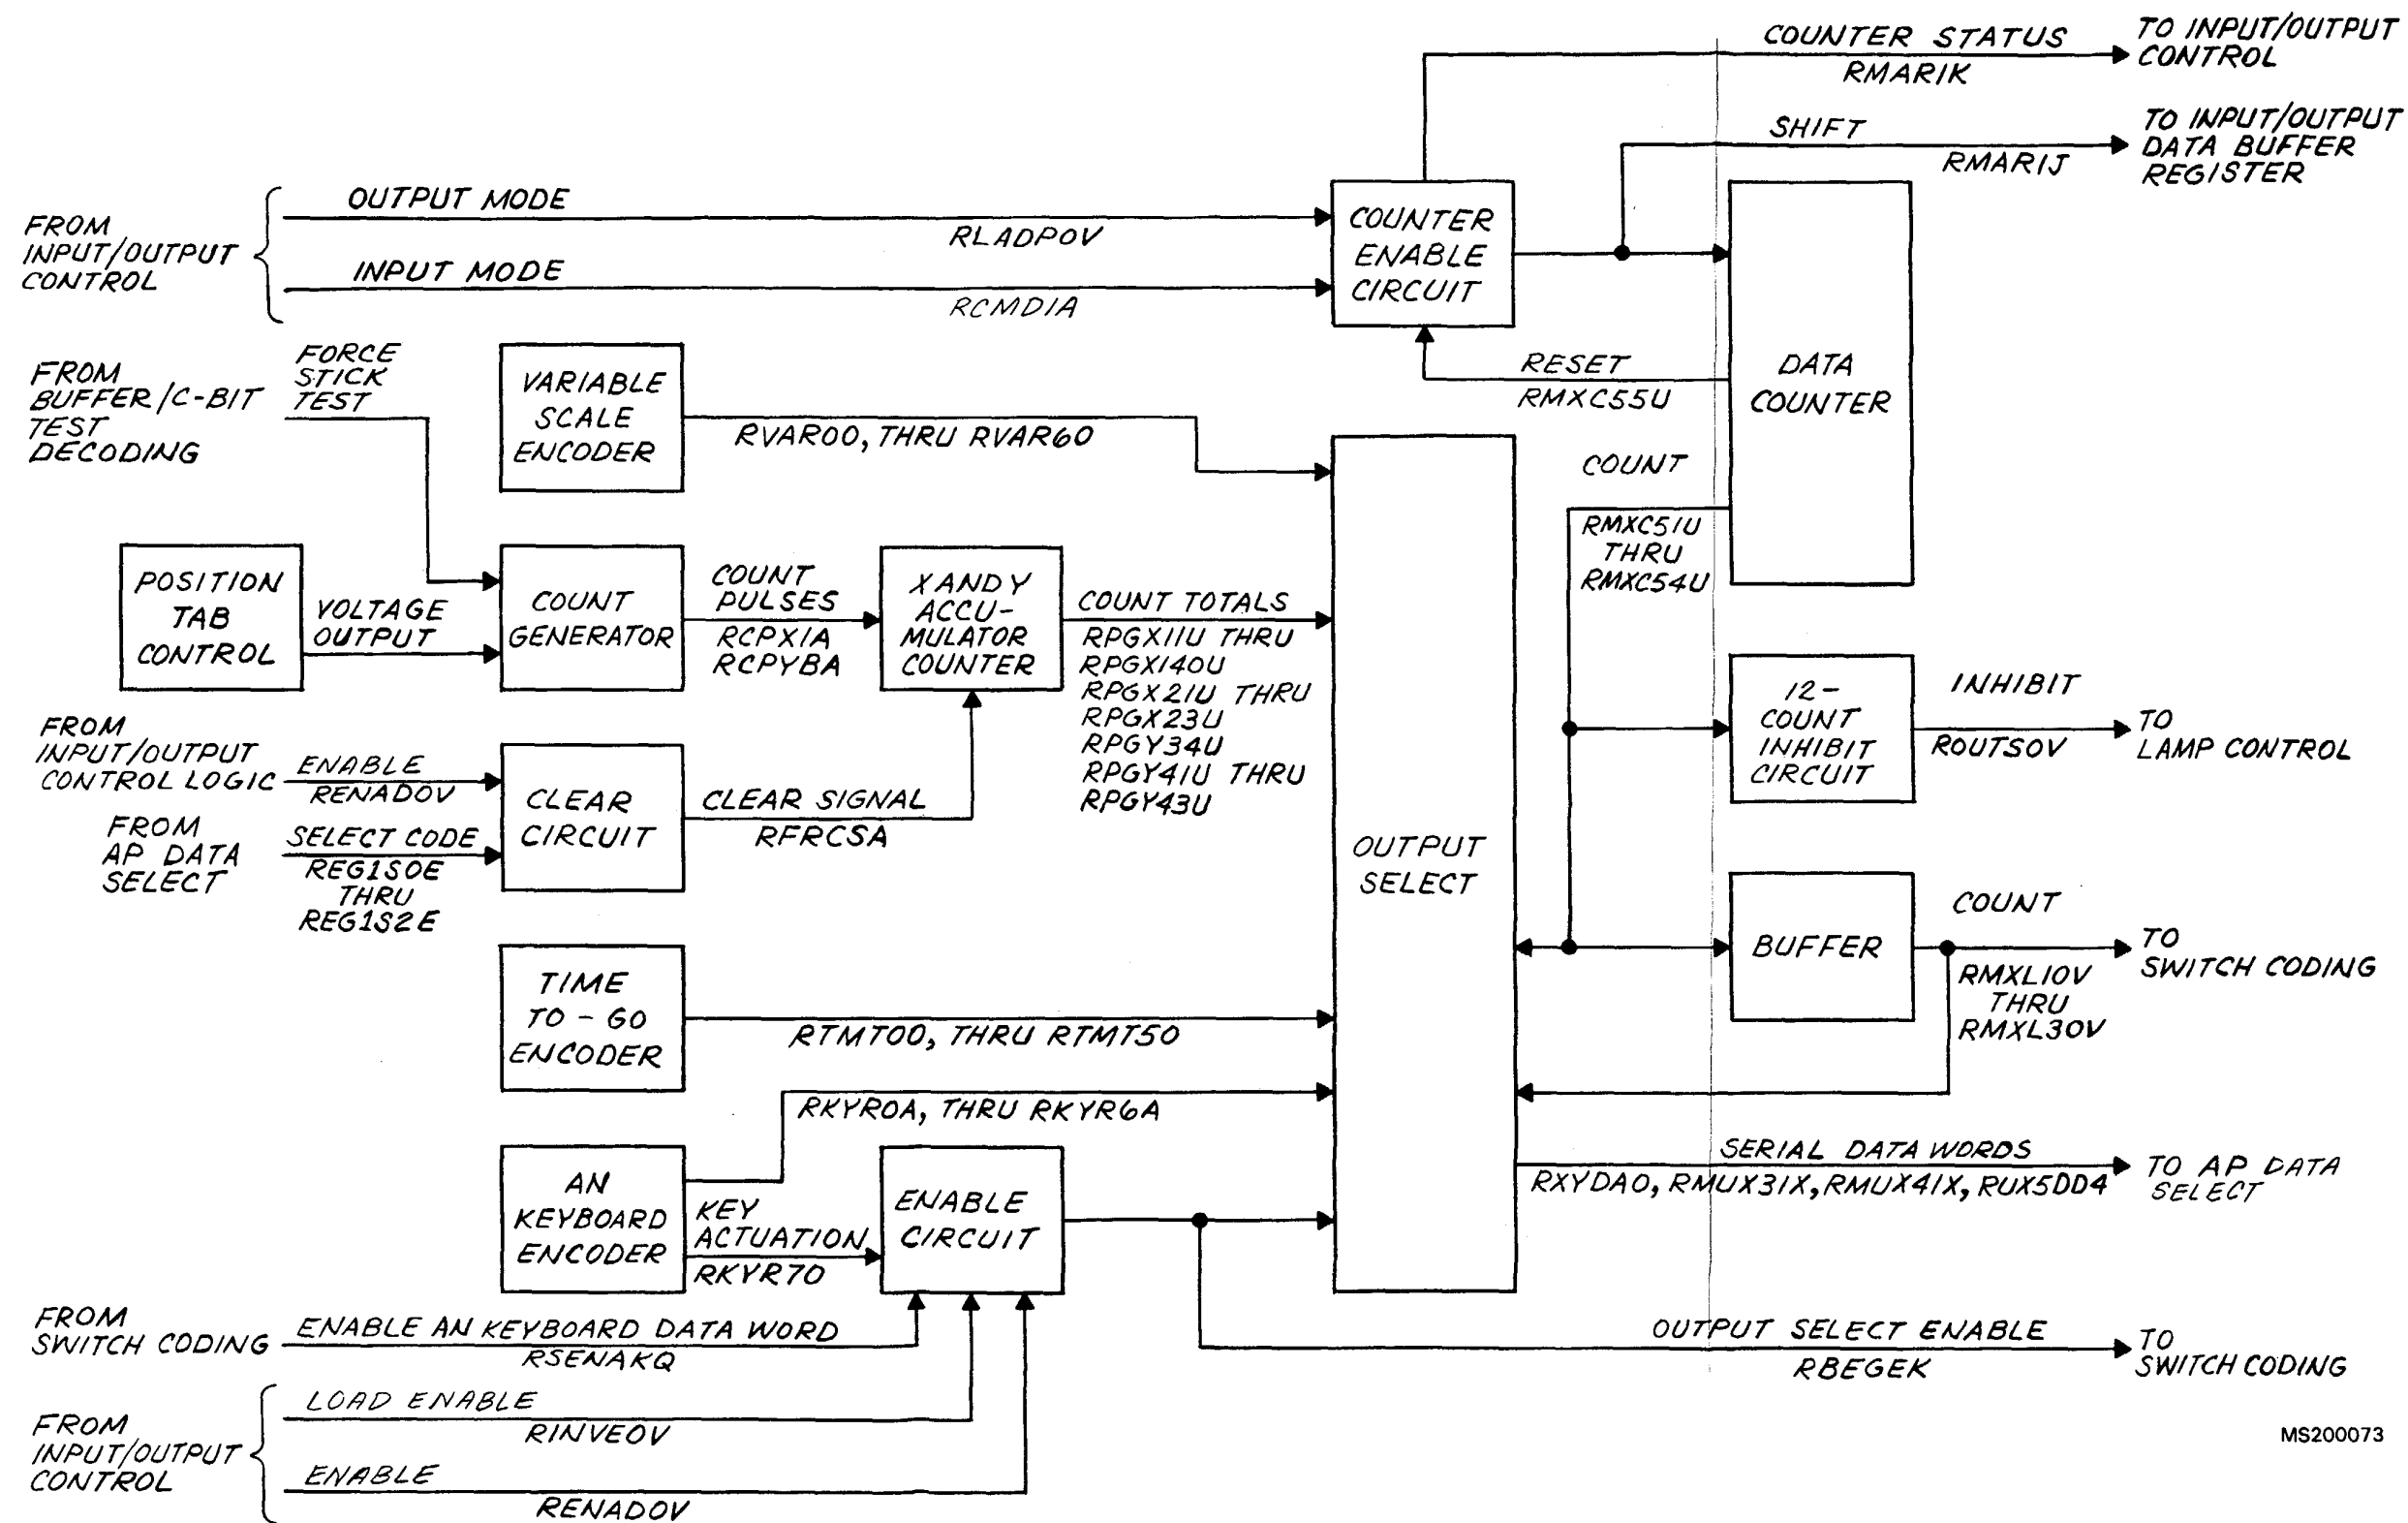 COUNTER STATUS
RMARIK
TO INPUT/OUTPUT
CONTROL
SHIFT
RMARIJ
TO INPUT/OUTPUT
DATA BUFFER
REGISTER
FROM
INPUT/OUTPUT
CONTROL
OUTPUT MODE
RLADPOV
INPUT MODE
RCMDIA
COUNTER
ENABLE
CIRCUIT
RESET
RMXC55U
DATA
COUNTER
FROM
BUFFER/C-BIT
TEST
DECODING
FORCE
STICK
TEST
VARIABLE
SCALE
ENCODER
RVAROO, THRU RVAR60
COUNT
RMXC51U
THRU
RMXC54U
POSITION
TAB
CONTROL
VOLTAGE
OUTPUT
COUNT
GENERATOR
COUNT
PULSES
RCPX1A
RCPYBA
XANDY
ACCU-
MULATOR
COUNTER
COUNT TOTALS
RPGX11U THRU
RPGX140U
RPGX21U THRU
RPGX23U
RPGY34U
RPGY41U THRU
RPGY43U
12-
COUNT
INHIBIT
CIRCUIT
INHIBIT
ROUTSOV
TO
LAMP CONTROL
FROM
INPUT/OUTPUT
CONTROL LOGIC
ENABLE
RENADOV
FROM
AP DATA
SELECT
SELECT CODE
REG1S0E
THRU
REG1S2E
CLEAR
CIRCUIT
CLEAR SIGNAL
RFRCSA
OUTPUT
SELECT
BUFFER
COUNT
RMXL10V
THRU
RMXL30V
TO
SWITCH CODING
TIME
TO-GO
ENCODER
RTMTOO, THRU RTMT50
RKYROA, THRU RKYR6A
AN
KEYBOARD
ENCODER
KEY
ACTUATION
RKYR70
ENABLE
CIRCUIT
SERIAL DATA WORDS
RXYDAO, RMUX31X, RMUX41X, RUX5DD4
TO AP DATA
SELECT
FROM
SWITCH CODING
ENABLE AN KEYBOARD DATA WORD
RSENAKQ
OUTPUT SELECT ENABLE
RBEGEK
TO
SWITCH CODING
FROM
INPUT/OUTPUT
CONTROL
LOAD ENABLE
RINVEOV
ENABLE
RENADOV
MS200073